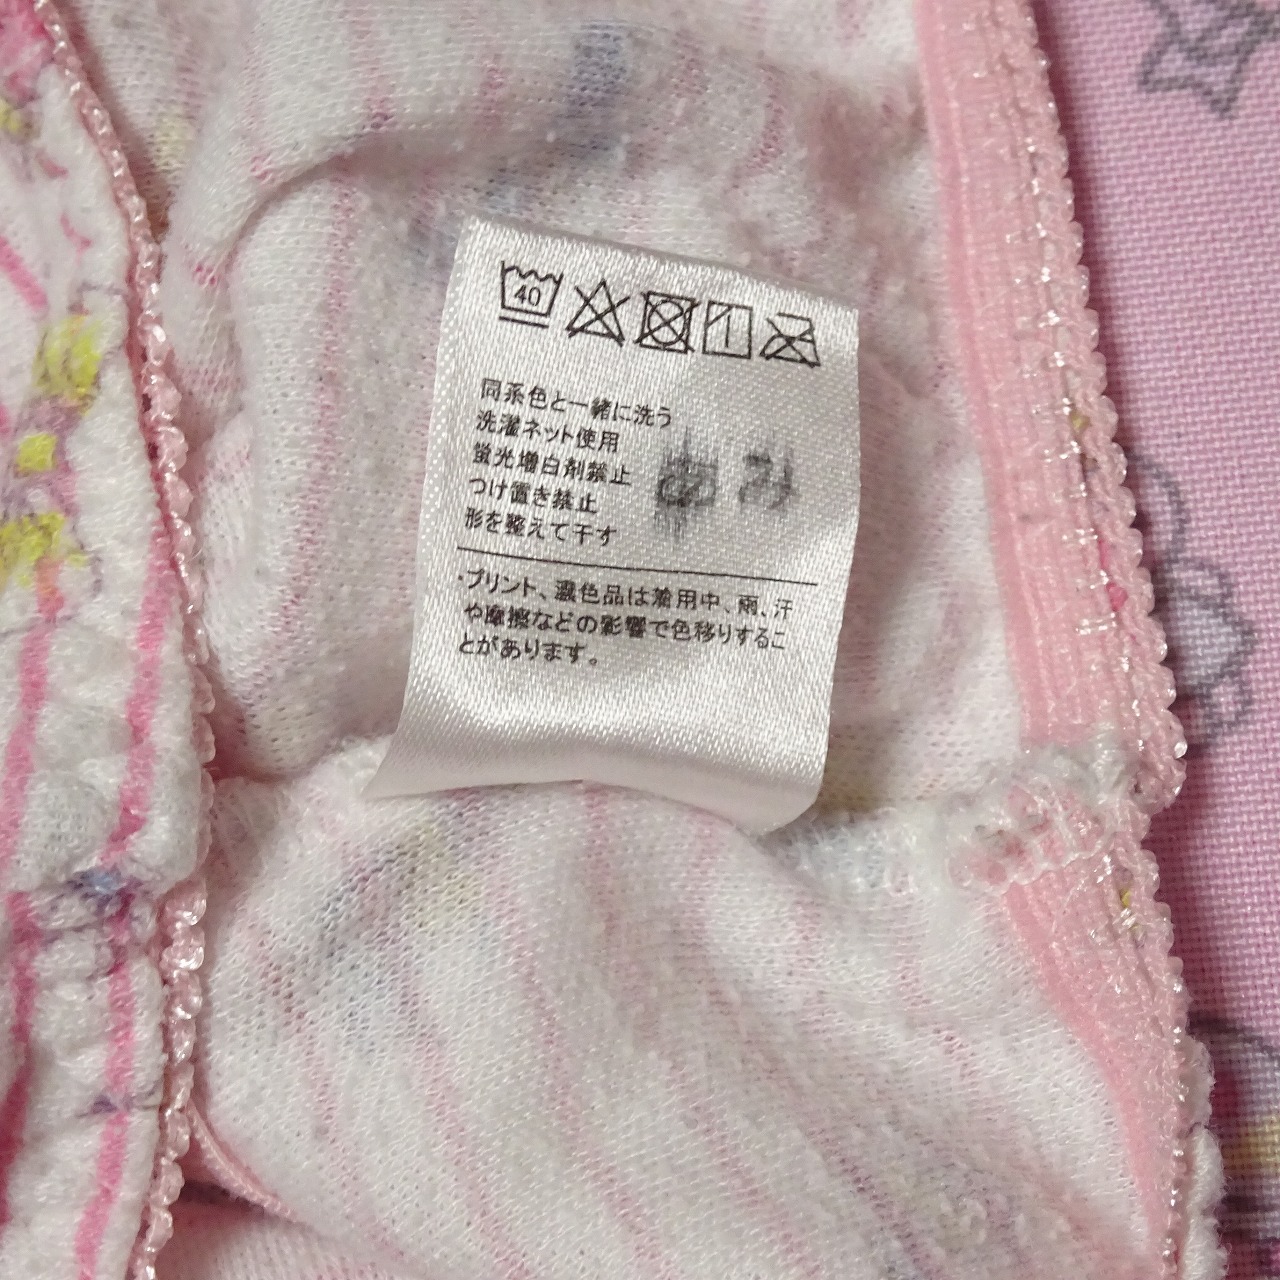 40
同系色と一緒に洗う
洗濯ネット使用
蛍光増白剤禁止
つけ置き禁止
形を整えて干す
あみ
・プリント、濃色品は着用中、雨、汗
や摩擦などの影響で色移りするこ
とがあります。